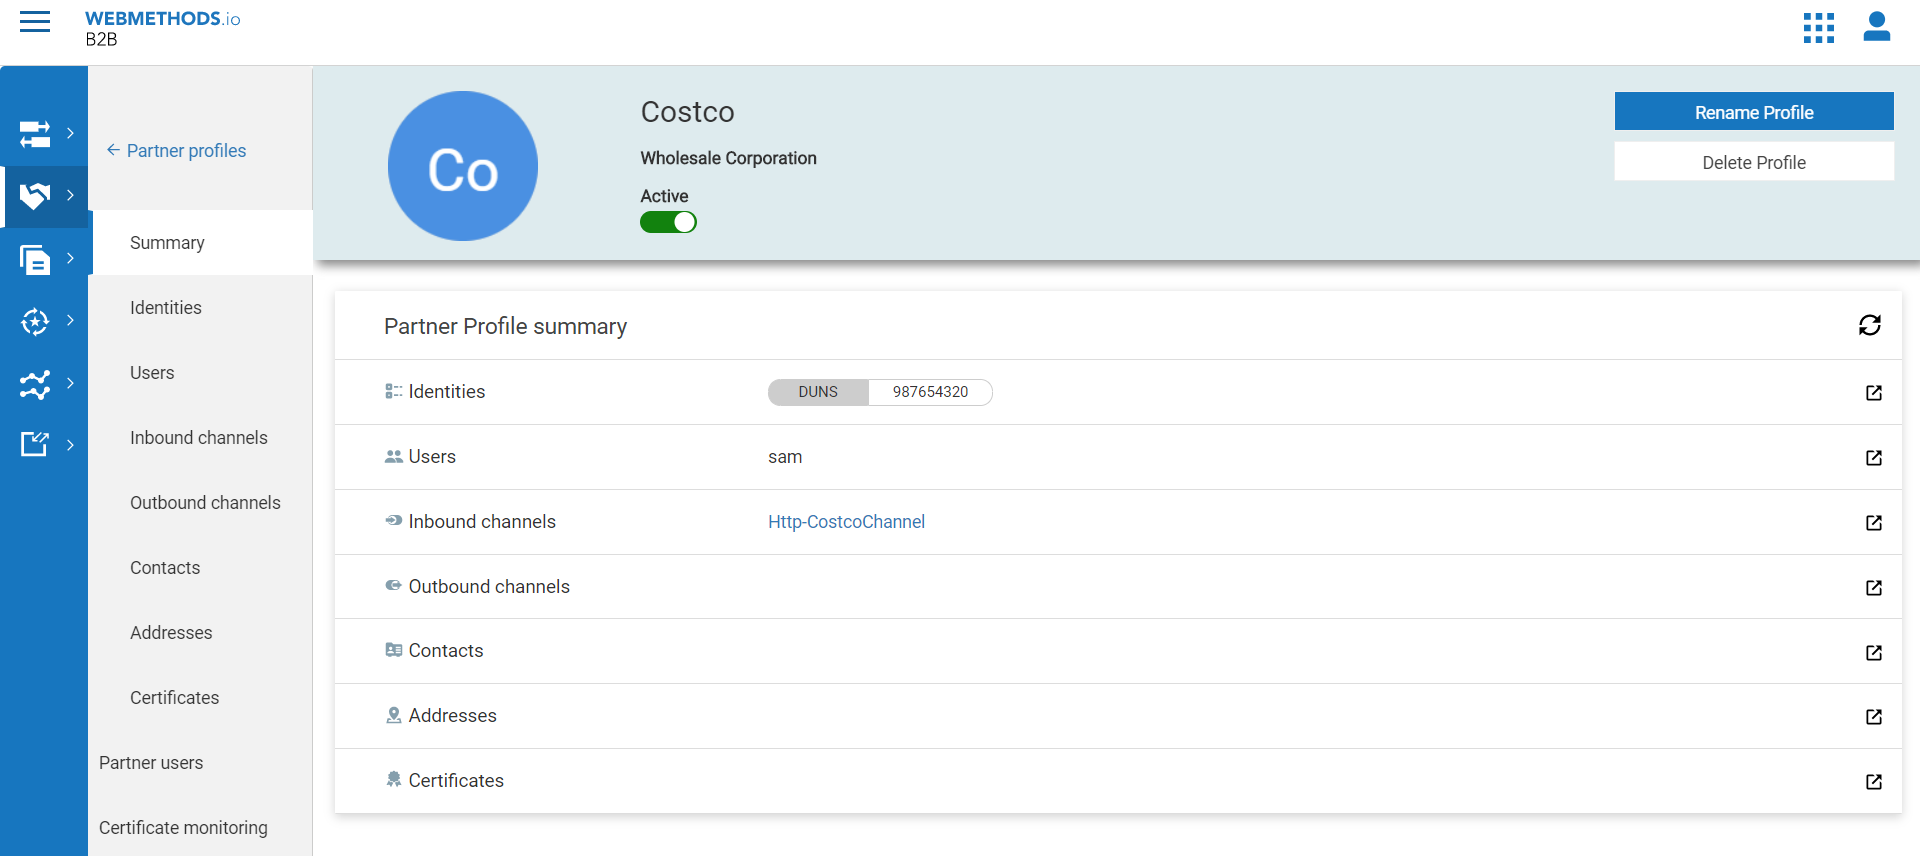 WEBMETHODS.io
B2B
Partner profiles
Summary
Identities
Users
Inbound channels
Outbound channels
Contacts
Addresses
Certificates
Partner users
Certificate monitoring
Co
Costco
Wholesale Corporation
Active
Rename Profile
Delete Profile
Partner Profile summary
Identities DUNS 987654320
Users sam
Inbound channels Http-CostcoChannel
Outbound channels
Contacts
Addresses
Certificates